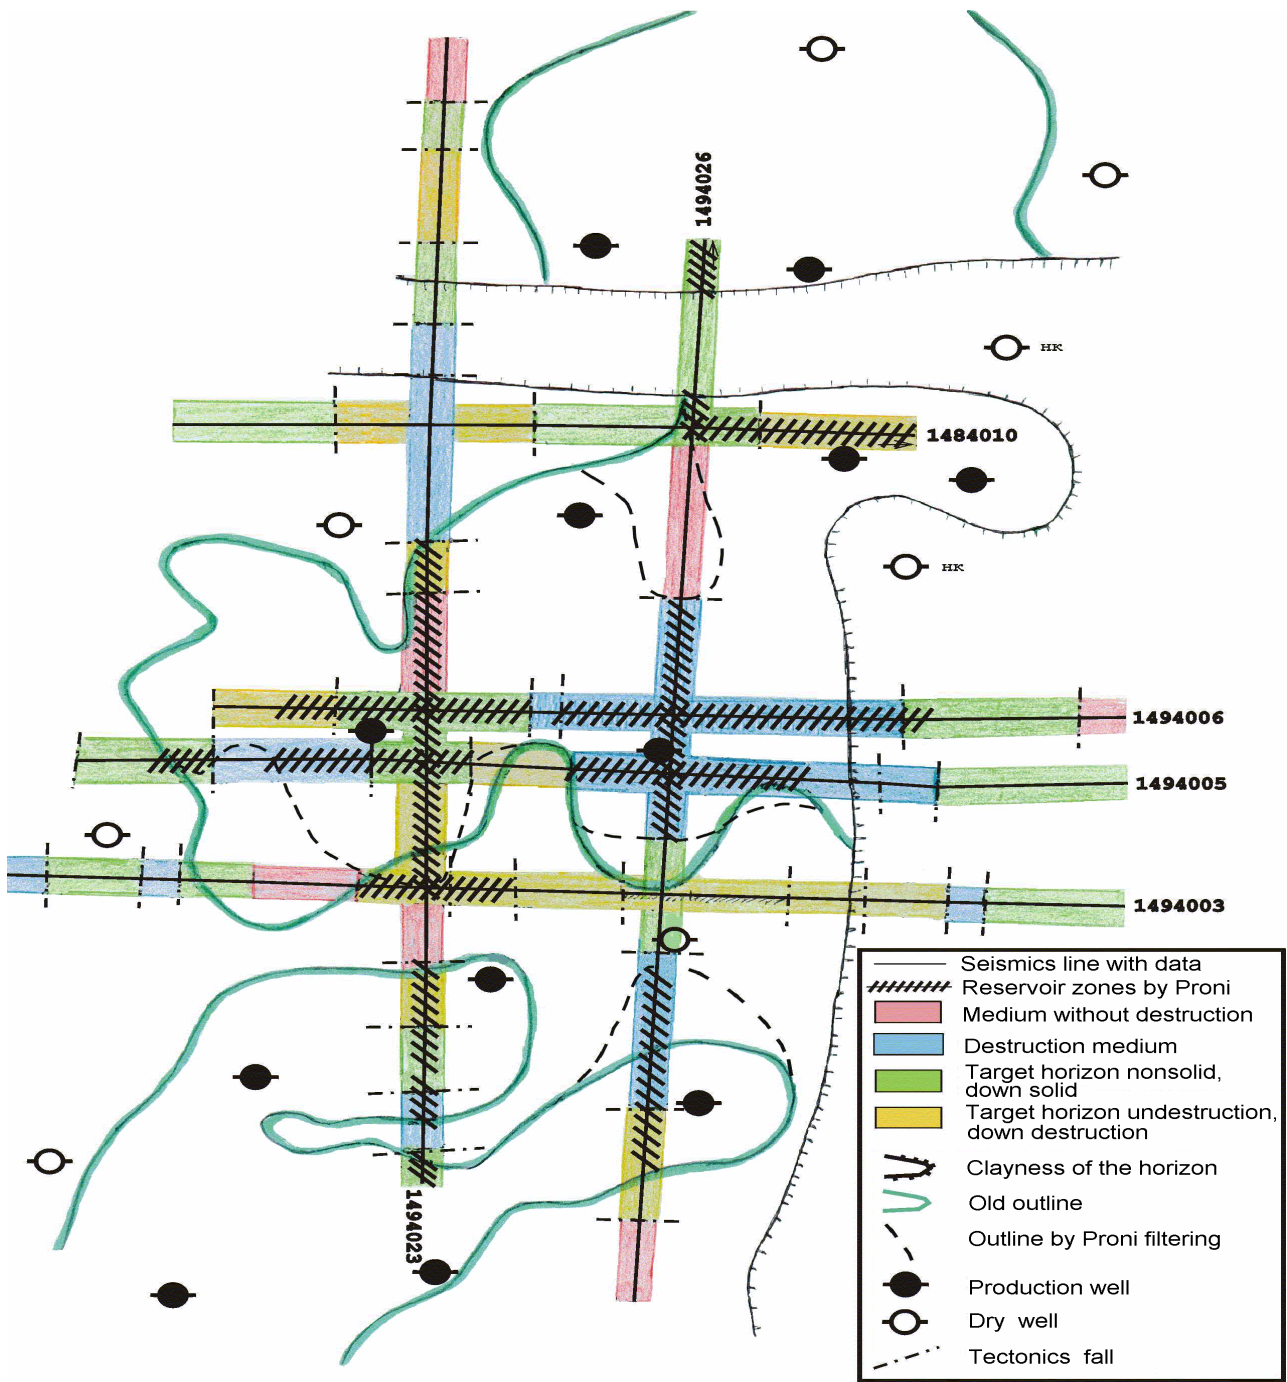 1494026
НК
1484010
НК
1494006
1494005
1494003
1494023
Seismics line with data
Reservoir zones by Proni
Medium without destruction
Destruction medium
Target horizon nonsolid,
down solid
Target horizon undestruction,
down destruction
Clayness of the horizon
Old outline
Outline by Proni filtering
Production well
Dry well
Tectonics fall